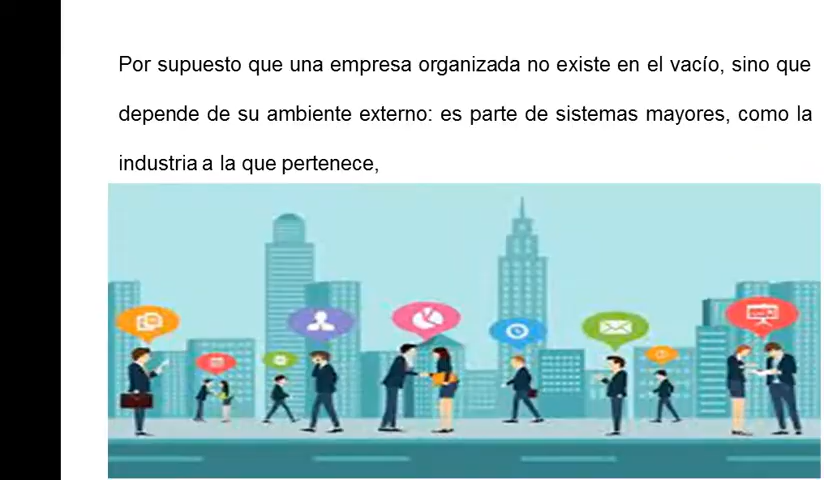 Por supuesto que una empresa organizada no existe en el vacío, sino que
depende de su ambiente externo: es parte de sistemas mayores, como la
industria a la que pertenece,